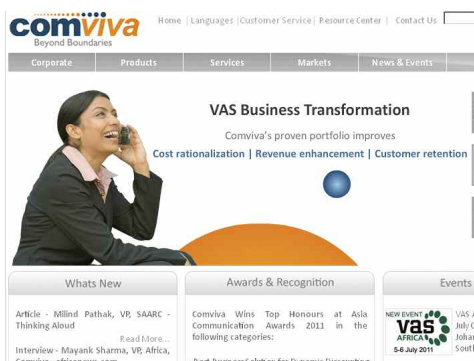 comviva
Beyond Boundaries
Home | Languages | Customer Service | Resource Center | Contact Us
Corporate Products Services Markets News & Events
VAS Business Transformation
Comviva's proven portfolio improves
Cost rationalization | Revenue enhancement | Customer retention
Whats New
Article - Milind Pathak, VP, SAARC - Thinking Aloud
Read More...
Interview - Mayank Sharma, VP, Africa,
Awards & Recognition
Comviva Wins Top Honours at Asia
Communication Awards 2011 in the
following categories:
Events
NEW EVENT
vas
AFRICA
5-6 July 2011
VAS
July